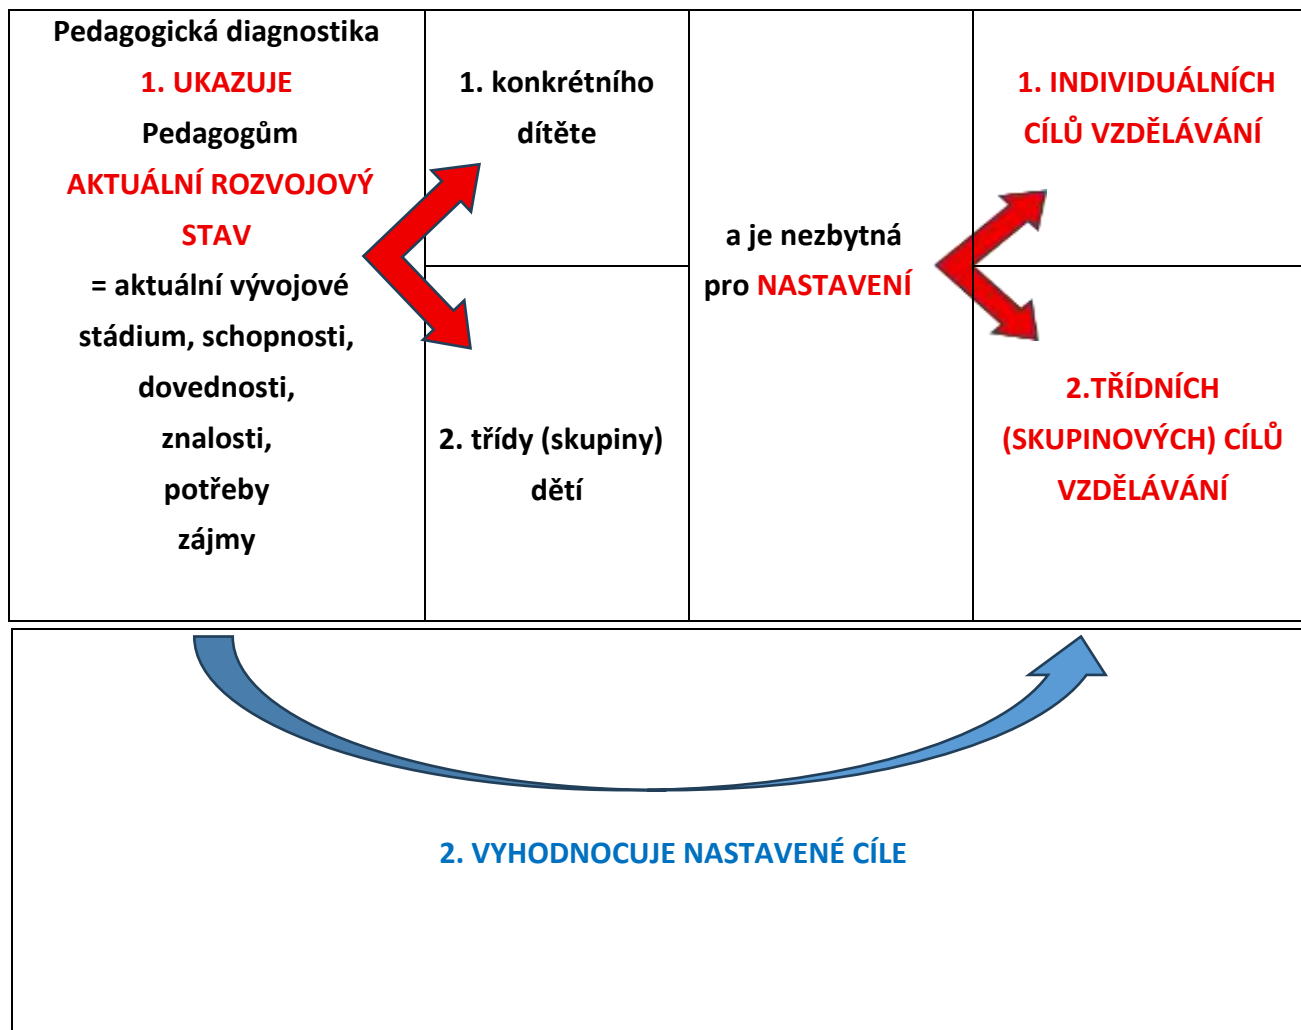 Pedagogická diagnostika
1. UKAZUJE
Pedagogům
AKTUÁLNÍ ROZVOJOVÝ
STAV
= aktuální vývojové
stádium, schopnosti,
dovednosti,
znalosti,
potřeby
zájmy
1. konkrétního
dítěte
2. třídy (skupiny)
dětí
a je nezbytná
pro NASTAVENÍ
1. INDIVIDUÁLNÍCH
CÍLŮ VZDĚLÁVÁNÍ
2.TŘÍDNÍCH
(SKUPINOVÝCH) CÍLŮ
VZDĚLÁVÁNÍ
2. VYHODNOCUJE NASTAVENÉ CÍLE